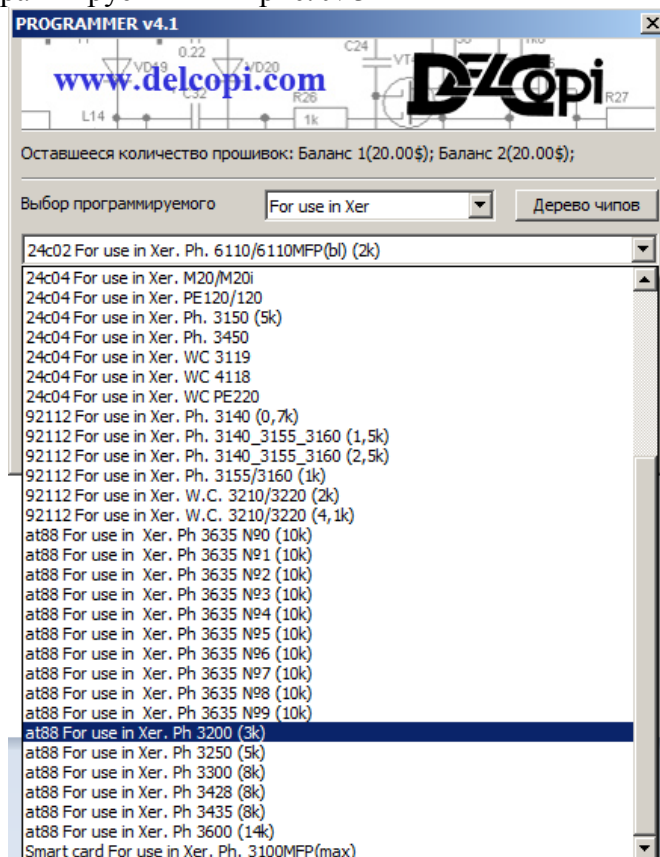 PROGRAMMER v4.1
VD19
0.22
VD20
C24
VT4
1k0
www.delcopi.com
DELCopi
C32
R26
R27
L14
1k
Оставшееся количество прошивок: Баланс 1(20.00$); Баланс 2(20.00$);
Выбор программируемого
For use in Xer
Дерево чипов
24c02 For use in Xer. Ph. 6110/6110MFP(bl) (2k)
24c04 For use in Xer. M20/M20i
24c04 For use in Xer. PE120/120
24c04 For use in Xer. Ph. 3150 (5k)
24c04 For use in Xer. Ph. 3450
24c04 For use in Xer. WC 3119
24c04 For use in Xer. WC 4118
24c04 For use in Xer. WC PE220
92112 For use in Xer. Ph. 3140 (0,7k)
92112 For use in Xer. Ph. 3140_3155_3160 (1,5k)
92112 For use in Xer. Ph. 3140_3155_3160 (2,5k)
92112 For use in Xer. Ph. 3155/3160 (1k)
92112 For use in Xer. W.C. 3210/3220 (2k)
92112 For use in Xer. W.C. 3210/3220 (4,1k)
at88 For use in  Xer. Ph 3635 №0 (10k)
at88 For use in  Xer. Ph 3635 №1 (10k)
at88 For use in  Xer. Ph 3635 №2 (10k)
at88 For use in  Xer. Ph 3635 №3 (10k)
at88 For use in  Xer. Ph 3635 №4 (10k)
at88 For use in  Xer. Ph 3635 №5 (10k)
at88 For use in  Xer. Ph 3635 №6 (10k)
at88 For use in  Xer. Ph 3635 №7 (10k)
at88 For use in  Xer. Ph 3635 №8 (10k)
at88 For use in  Xer. Ph 3635 №9 (10k)
at88 For use in Xer. Ph 3200 (3k)
at88 For use in Xer. Ph 3250 (5k)
at88 For use in Xer. Ph 3300 (8k)
at88 For use in Xer. Ph 3428 (8k)
at88 For use in Xer. Ph 3435 (8k)
at88 For use in Xer. Ph 3600 (14k)
Smart card For use in Xer. Ph. 3100MFP(max)